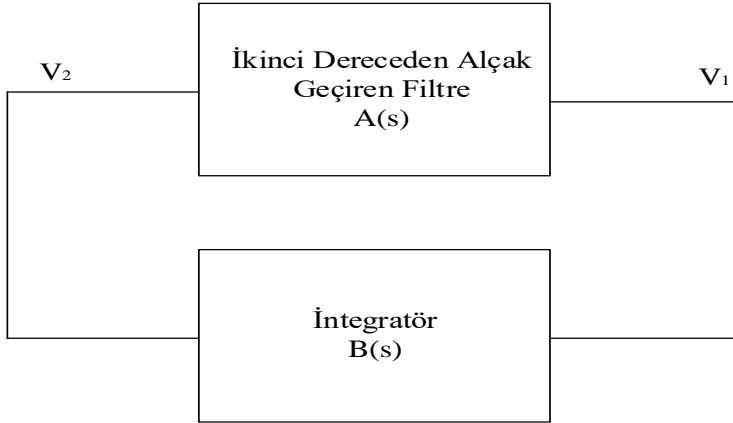 İkinci Dereceden Alçak
Geçiren Filtre
A(s)
V₂
V₁
İntegratör
B(s)